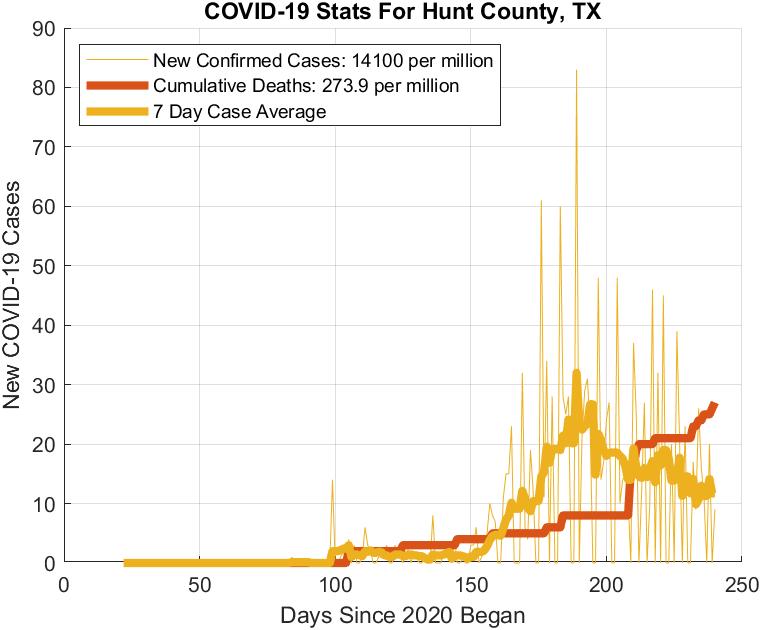 COVID-19 Stats For Hunt County, TX
New Confirmed Cases: 14100 per million
Cumulative Deaths: 273.9 per million
7 Day Case Average
New COVID-19 Cases
90
80
70
60
50
40
30
20
10
0
0 50 100 150 200 250
Days Since 2020 Began